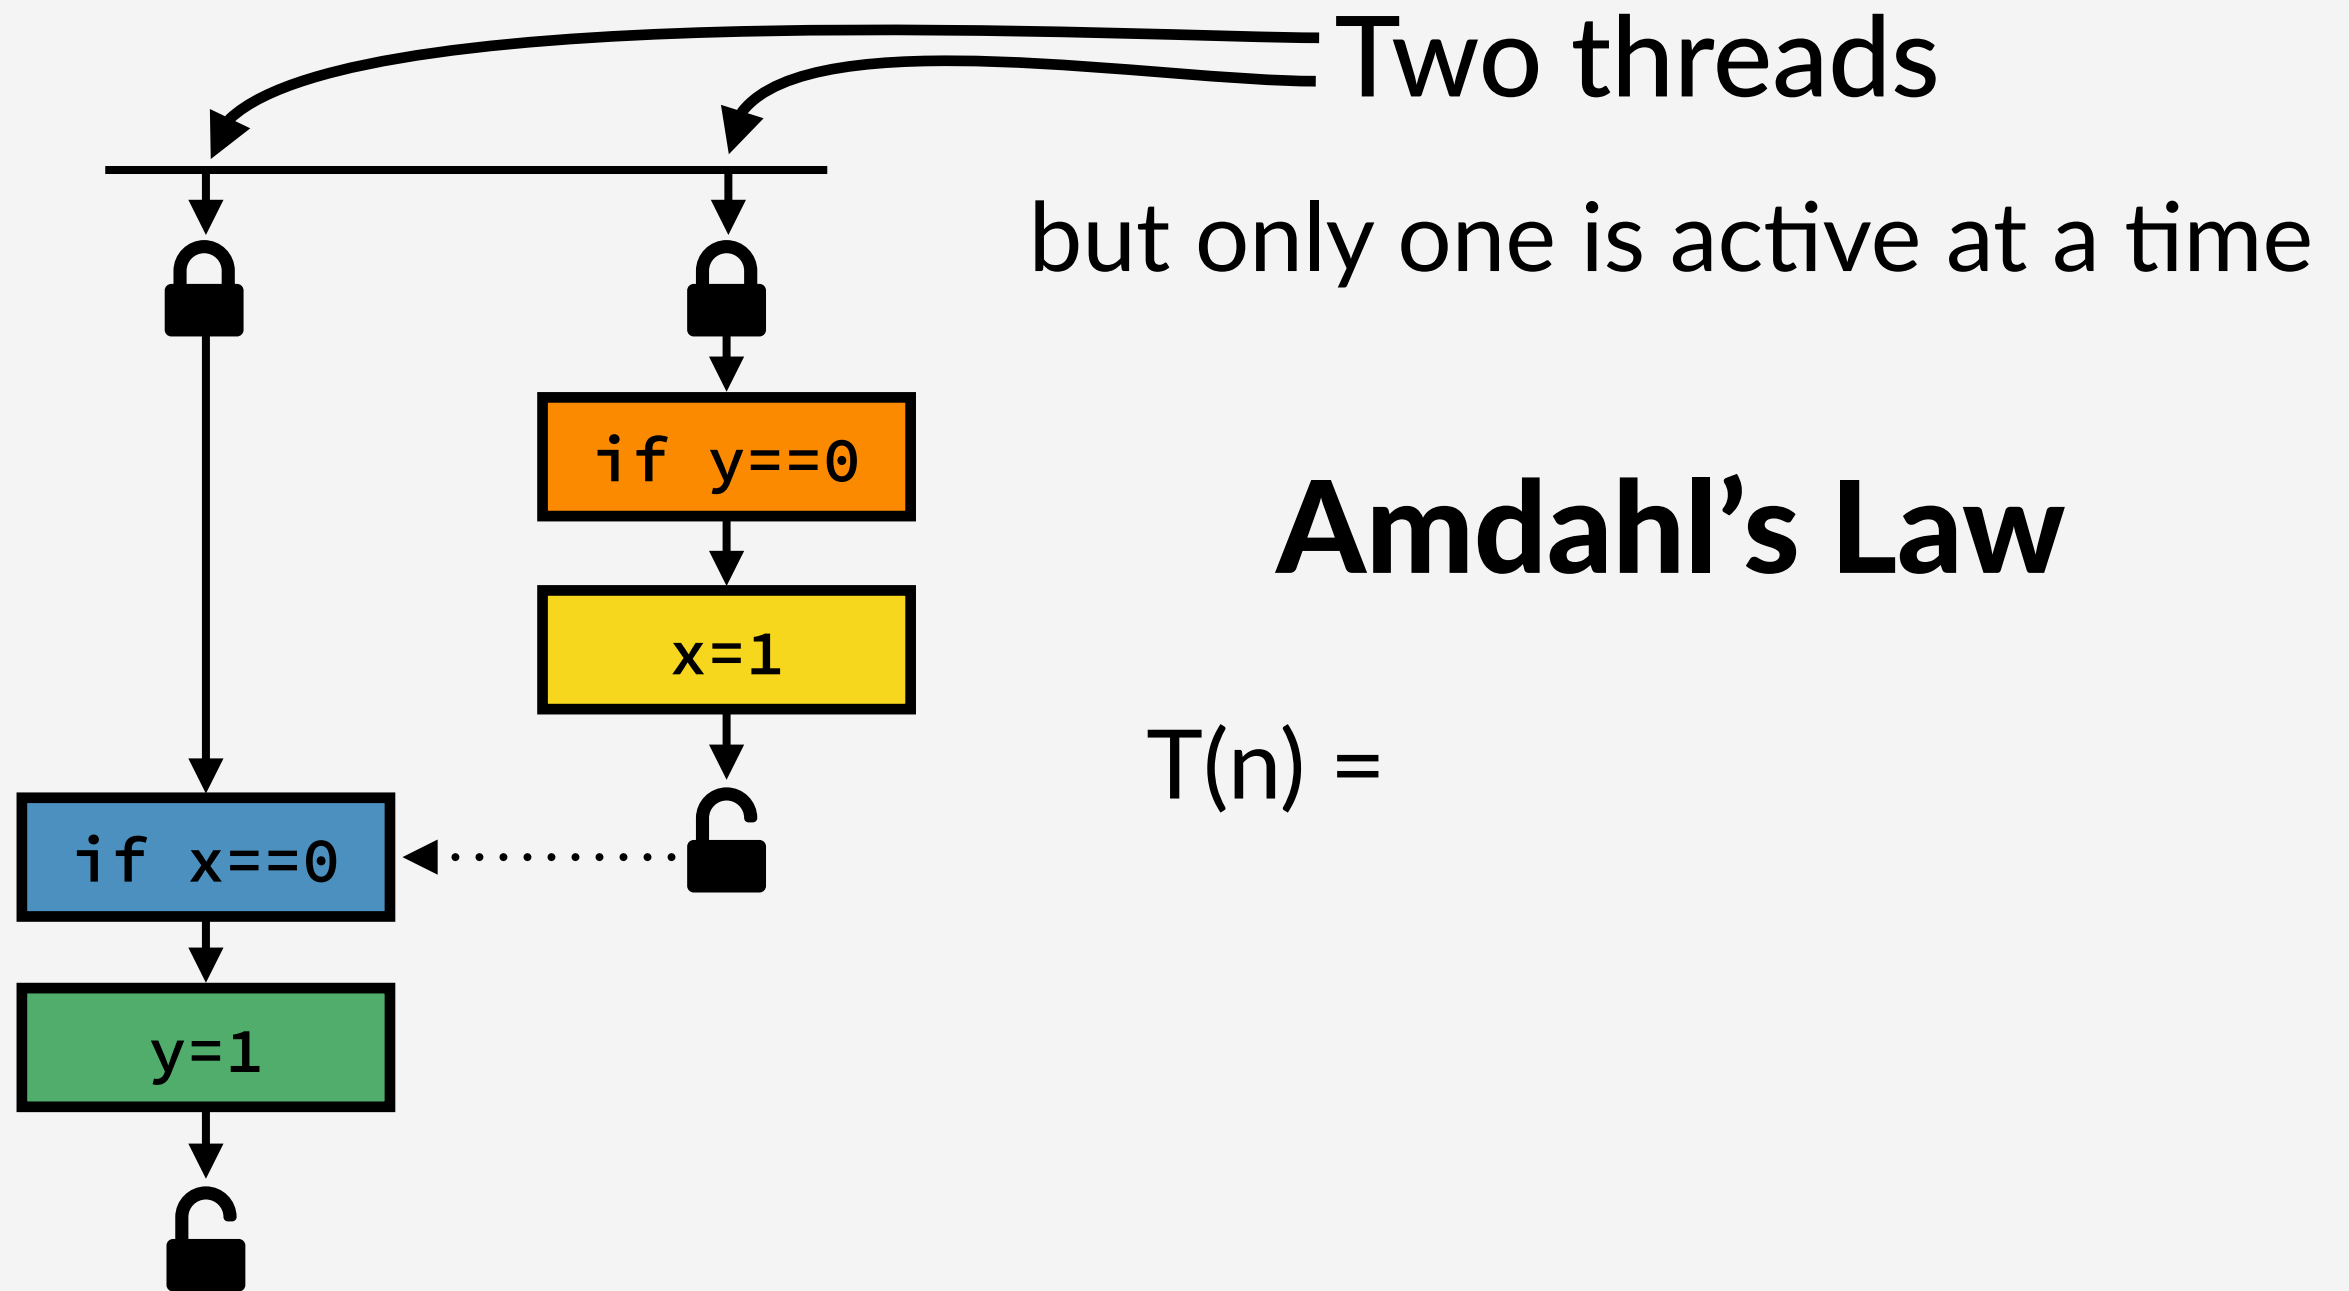 Two threads
but only one is active at a time
if y==0
Amdahl’s Law
x=1
T(n) =
if x==0
y=1